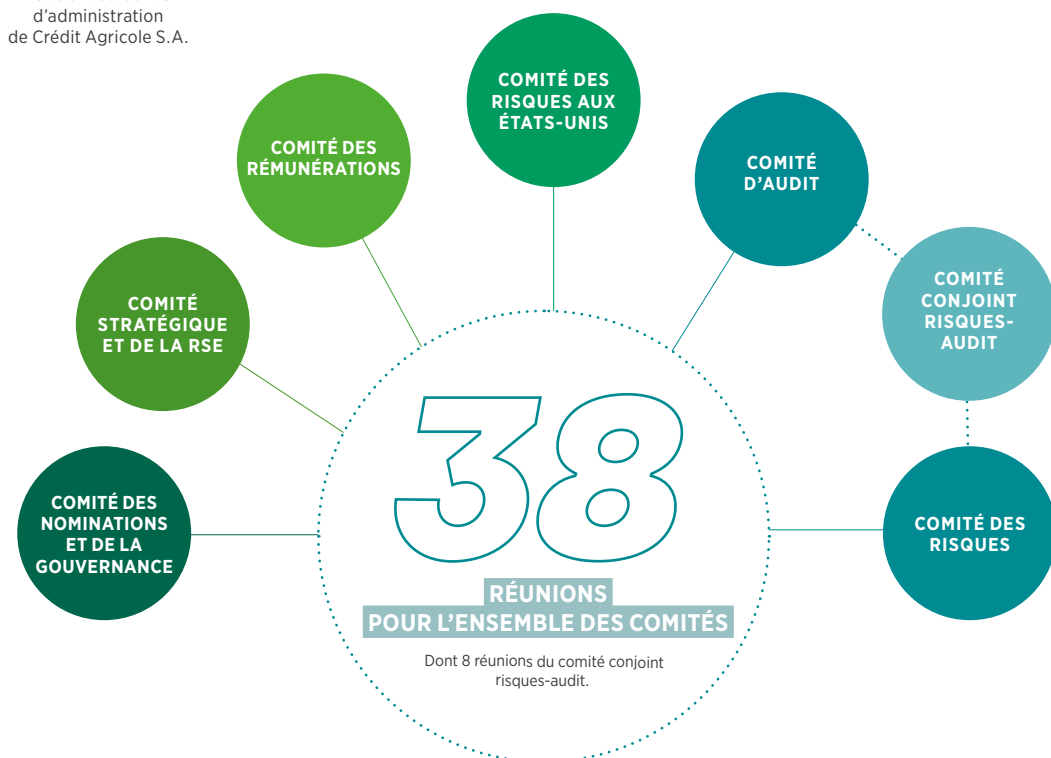 d'administration
de Crédit Agricole S.A.
COMITÉ DES
RISQUES AUX
ÉTATS-UNIS
COMITÉ DES
RÉMUNÉRATIONS
COMITÉ
D'AUDIT
COMITÉ
STRATÉGIQUE
ET DE LA RSE
COMITÉ
CONJOINT
RISQUES-
AUDIT
COMITÉ DES
NOMINATIONS
ET DE LA
GOUVERNANCE
COMITÉ DES
RISQUES
38
RÉUNIONS
POUR L'ENSEMBLE DES COMITÉS
Dont 8 réunions du comité conjoint
risques-audit.